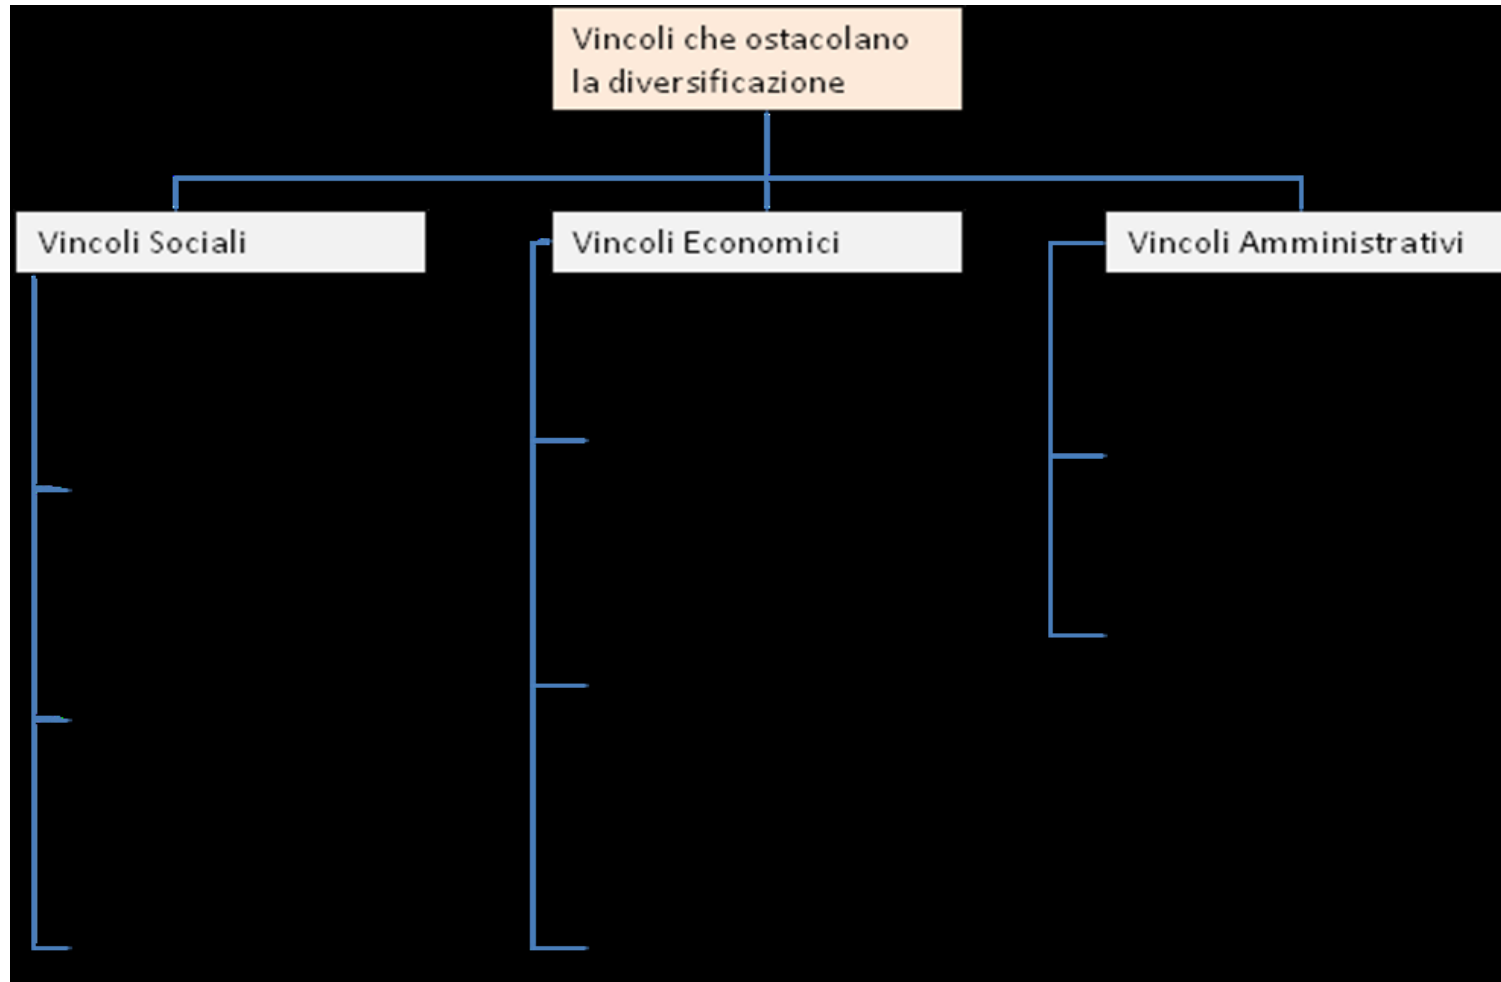 Vincoli che ostacolano
la diversificazione
Vincoli Sociali
Vincoli Economici
Vincoli Amministrativi